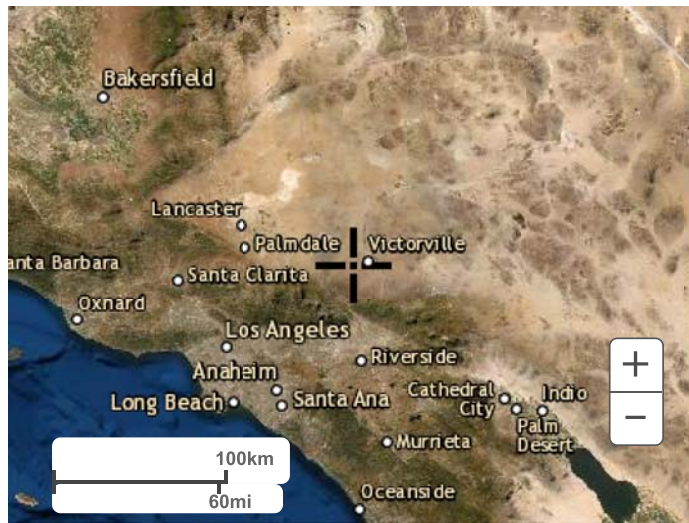 Bakersfield
Lancaster
Palmdale
Victorville
anta Barbara
Santa Clarita
Oxnard
Los Angeles
Riverside
Anaheim
Cathedral
City
Indio
Long Beach
Santa Ana
Palm
Desert
Murrieta
Oceanside
100km
60mi
+
−